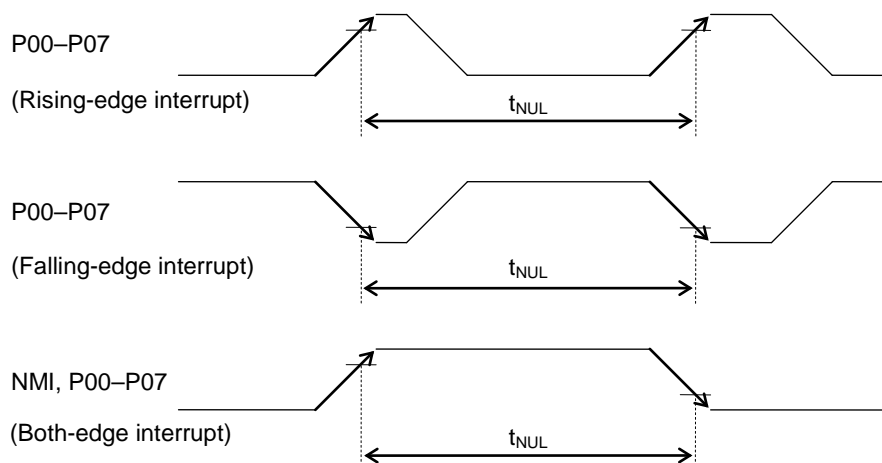 P00–P07
(Rising-edge interrupt)
tNUL
P00–P07
(Falling-edge interrupt)
tNUL
NMI, P00–P07
(Both-edge interrupt)
tNUL